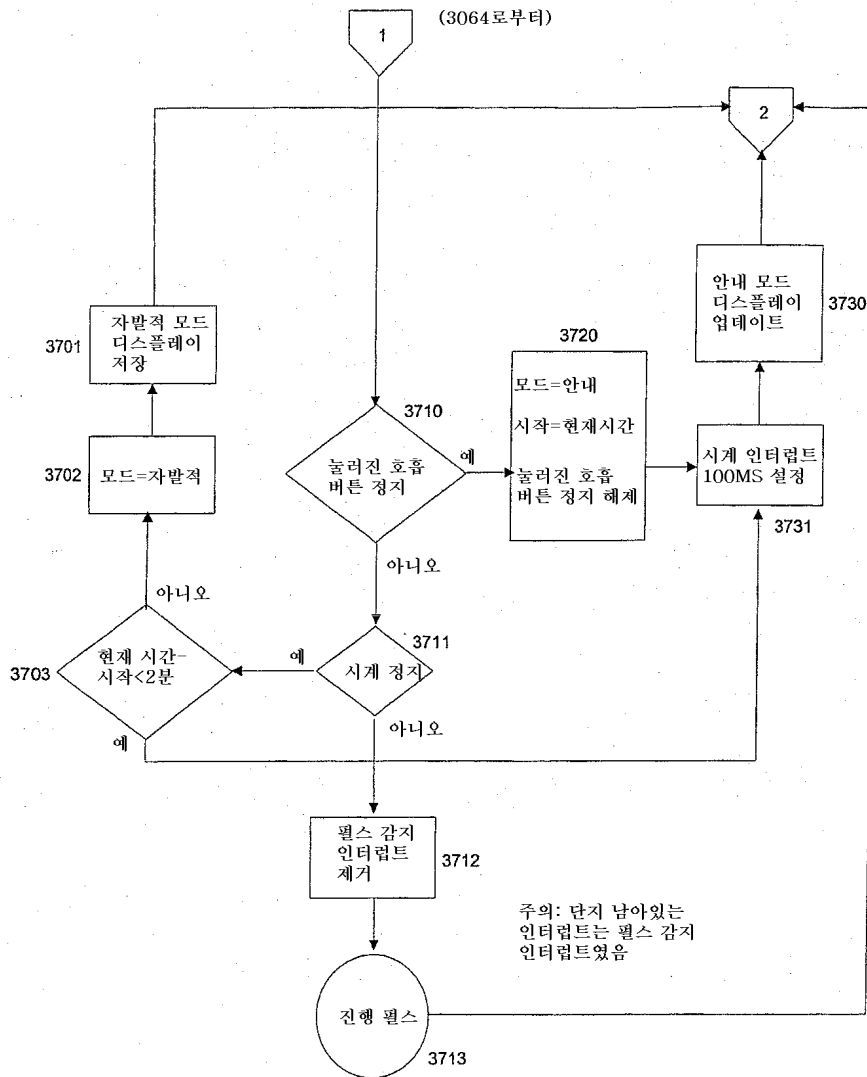 1
(3064로부터)
2
자발적 모드
디스플레이
저장
3701
안내 모드
디스플레이
업데이트
3730
3720
모드=안내
시작=현재시간
눌러진 호흡
버튼 정지 해제
3710
눌러진 호흡
버튼 정지
예
3702
모드=자발적
시계 인터럽트
100MS 설정
3731
아니오
아니오
3711
시계 정지
예
3703
현재 시간-
시작<2분
예
아니오
펄스 감지
인터럽트
제거
3712
주의: 단지 남아있는
인터럽트는 펄스 감지
인터럽트였음
진행 펄스
3713